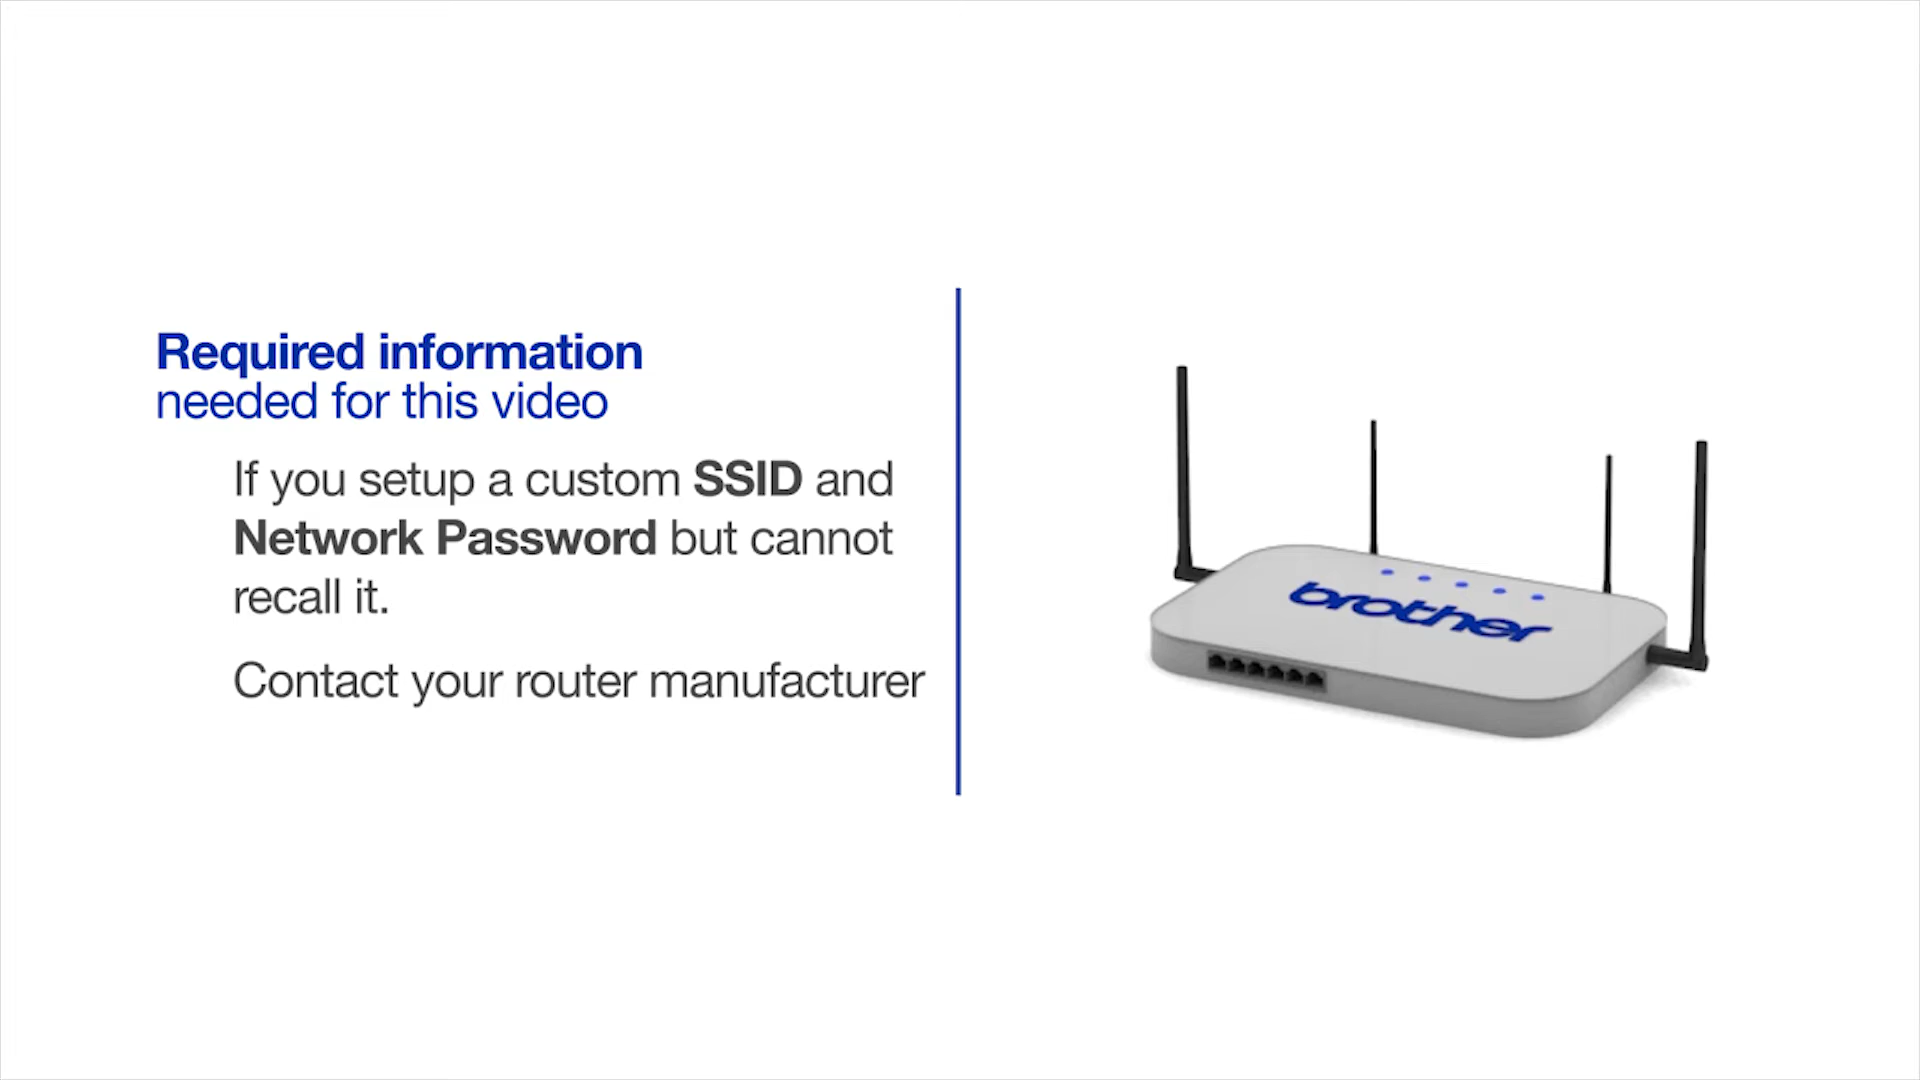 Required information
needed for this video
If you setup a custom SSID and
Network Password but cannot
recall it.
Contact your router manufacturer
brother